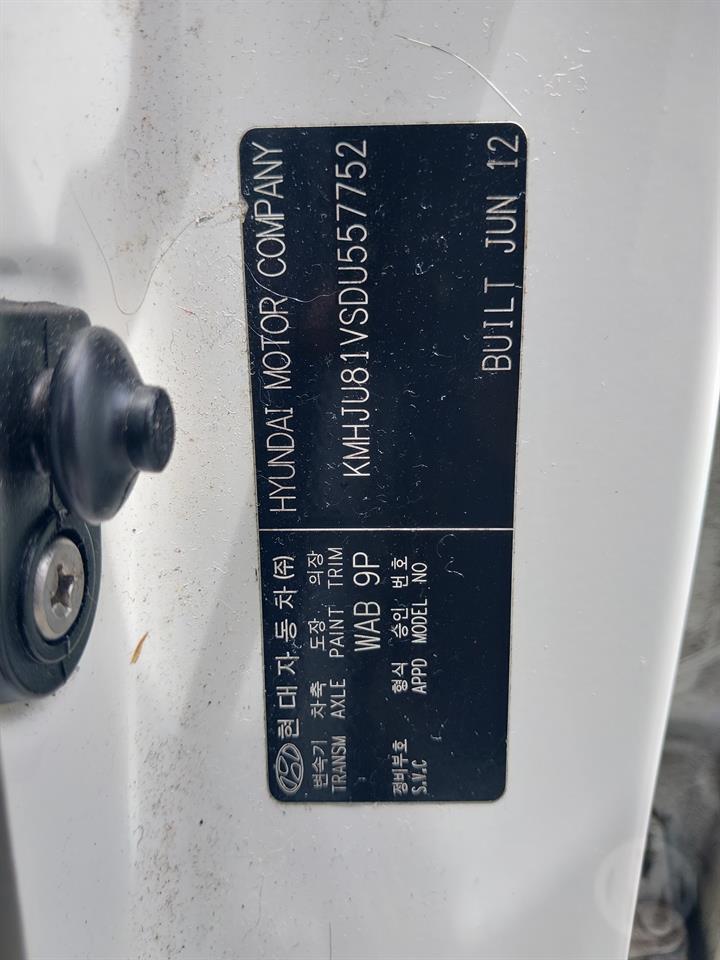 현대자동차(주) HYUNDAI MOTOR COMPANY
변속기 차축 도장 의장
TRANSM AXLE PAINT TRIM
WAB 9P
KMHJU81VSDU557752
정비부호 형식 승인 번호
S.V.C APPD MODEL NO
BUILT JUN 12